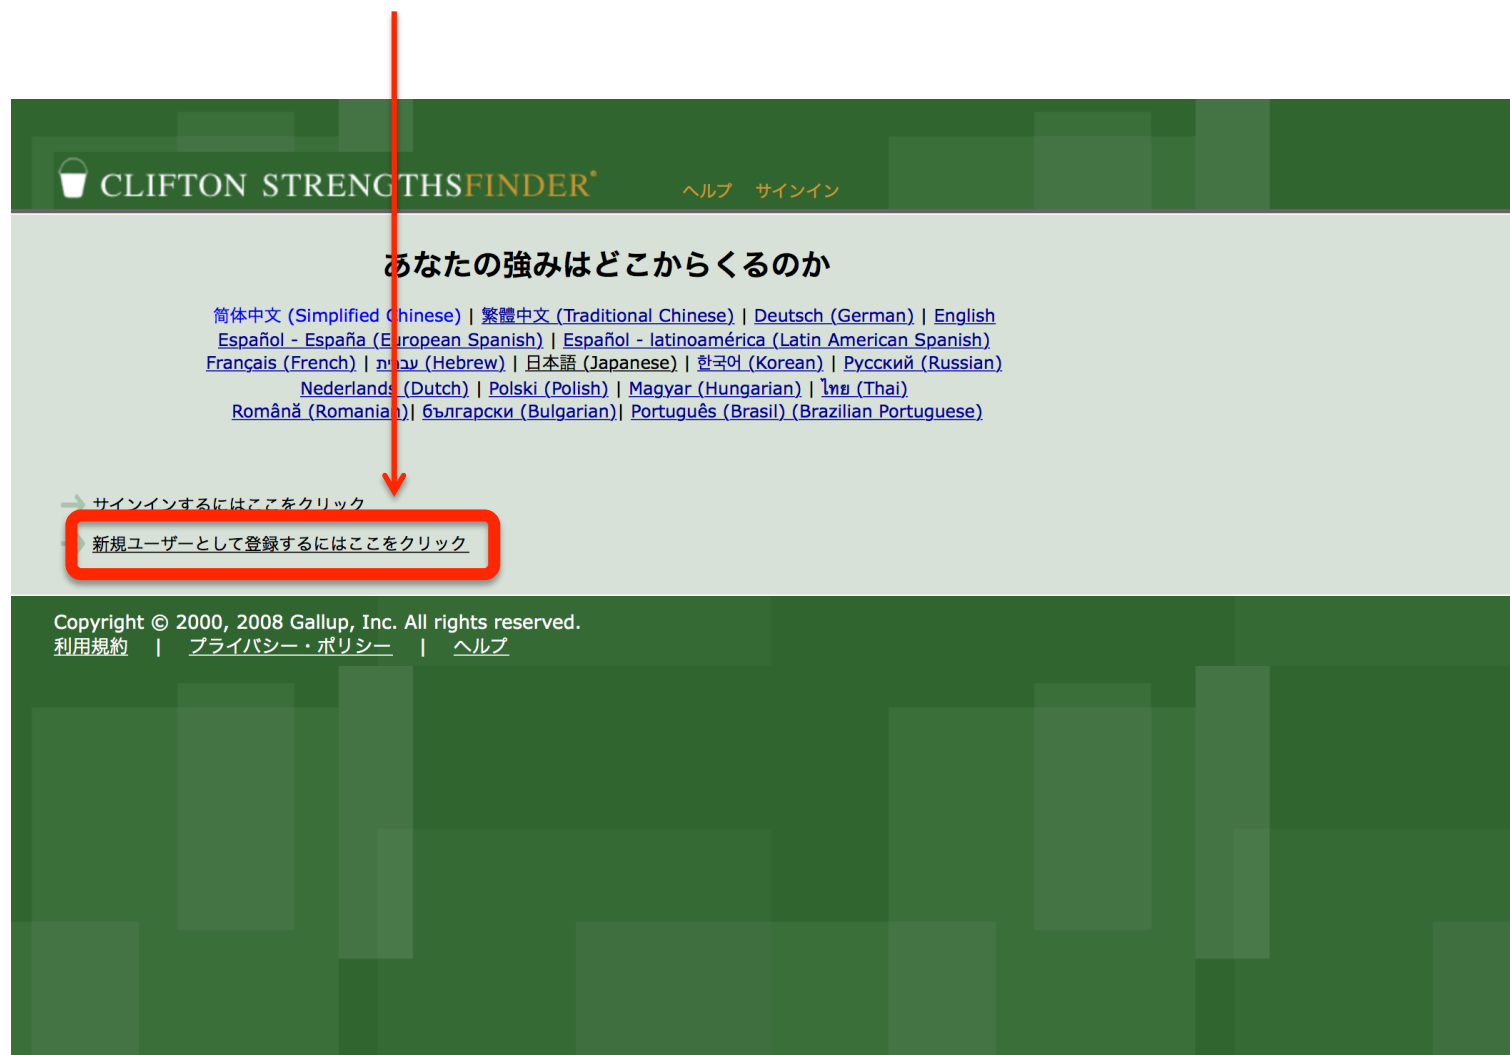 CLIFTON STRENGTHSFINDER®
ヘルプ サインイン
あなたの強みはどこからくるのか
简体中文 (Simplified Chinese) | 繁體中文 (Traditional Chinese) | Deutsch (German) | English
Español - España (European Spanish) | Español - latinoamérica (Latin American Spanish)
Français (French) | עברית (Hebrew) | 日本語 (Japanese) | 한국어 (Korean) | Русский (Russian)
Nederlands (Dutch) | Polski (Polish) | Magyar (Hungarian) | ไทย (Thai)
Română (Romanian)| български (Bulgarian)| Português (Brasil) (Brazilian Portuguese)
サインインするにはここをクリック
新規ユーザーとして登録するにはここをクリック
Copyright © 2000, 2008 Gallup, Inc. All rights reserved.
利用規約 | プライバシー・ポリシー | ヘルプ